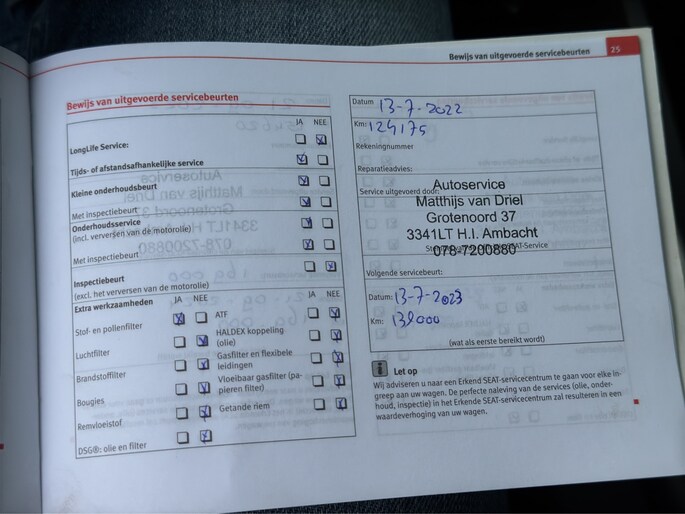 Bewijs van uitgevoerde servicebeurten 25
Bewijs van uitgevoerde servicebeurten
JA NEE
LongLife Service:
Tijds- of afstandsafhankelijke service
Kleine onderhoudsbeurt
Met inspectiebeurt
Onderhoudsservice
(incl. verversen van de motorolie)
Met inspectiebeurt
Inspectiebeurt
(excl. het verversen van de motorolie)
Extra werkzaamheden JA NEE JA NEE
Stof- en pollenfilter
Luchtfilter
Brandstoffilter
Bougies
Remvloeistof
DSG®: olie en filter
ATF
HALDEX koppeling
(olie)
Gasfilter en flexibele
leidingen
Vloeibaar gasfilter (pa-
pieren filter)
Getande riem
Datum 13-7-2022
Km: 124175
Rekeningnummer
Reparatieadvies:
Service uitgevoerd door:
Autoservice
Matthijs van Driel
Grotenoord 37
3341LT H.I. Ambacht
078-7200880
SEAT-Service
Volgende servicebeurt:
Datum: 13-7-2023
Km: 139000
(wat als eerste bereikt wordt)
Let op
Wij adviseren u naar een Erkend SEAT-servicecentrum te gaan voor elke in-
greep aan uw wagen. De perfecte naleving van de services (olie, onder-
houd, inspectie) in het Erkende SEAT-servicecentrum zal resulteren in een
waardeverhoging van uw wagen.